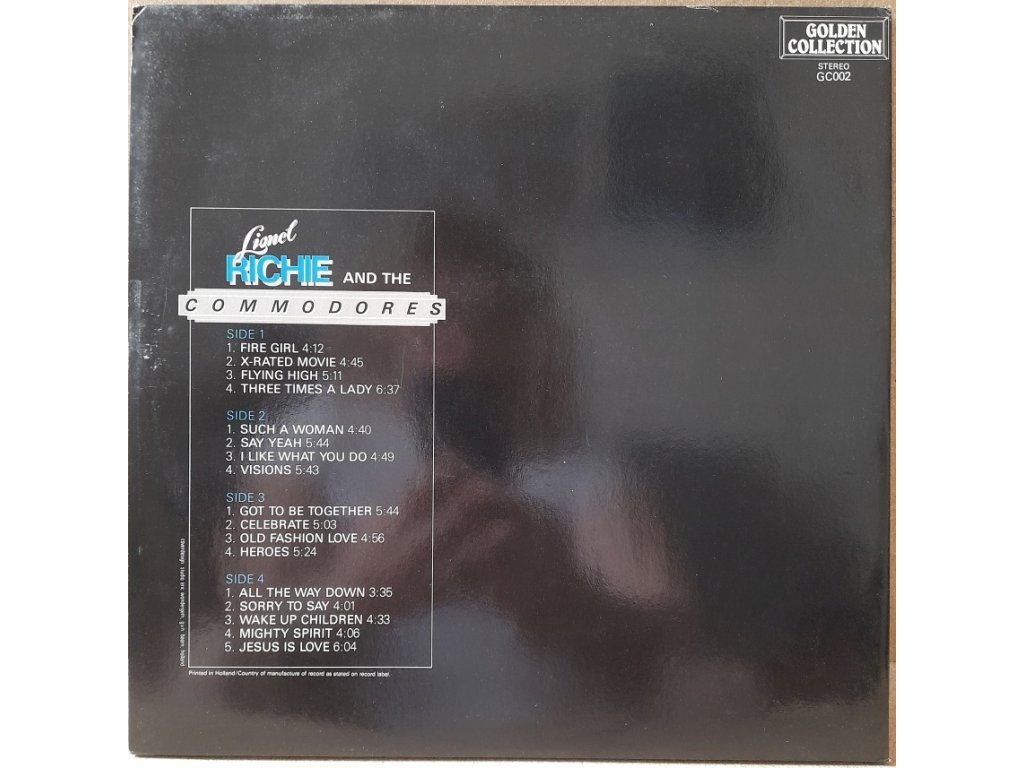 GOLDEN
COLLECTION
STEREO
GC002
Lionel
RICHIE AND THE
COMMODORES
SIDE 1
1. FIRE GIRL 4:12
2. X-RATED MOVIE 4:45
3. FLYING HIGH 5:11
4. THREE TIMES A LADY 6:37
SIDE 2
1. SUCH A WOMAN 4:40
2. SAY YEAH 5:44
3. I LIKE WHAT YOU DO 4:49
4. VISIONS 5:43
SIDE 3
1. GOT TO BE TOGETHER 5:44
2. CELEBRATE 5:03
3. OLD FASHION LOVE 4:56
4. HEROES 5:24
SIDE 4
1. ALL THE WAY DOWN 3:35
2. SORRY TO SAY 4:01
3. WAKE UP CHILDREN 4:33
4. MIGHTY SPIRIT 4:06
5. JESUS IS LOVE 6:04
Printed in Holland/Country of manufacture of record as stated on record label.